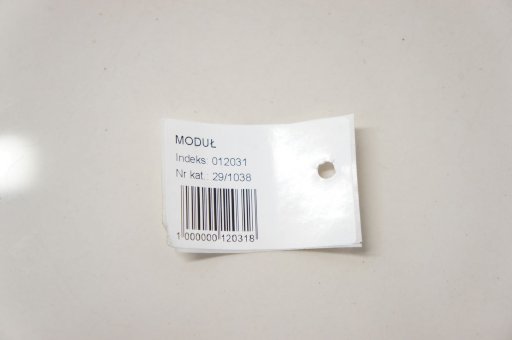 MODUŁ
Indeks: 012031
Nr kat.: 29/1038
1 000000 120318